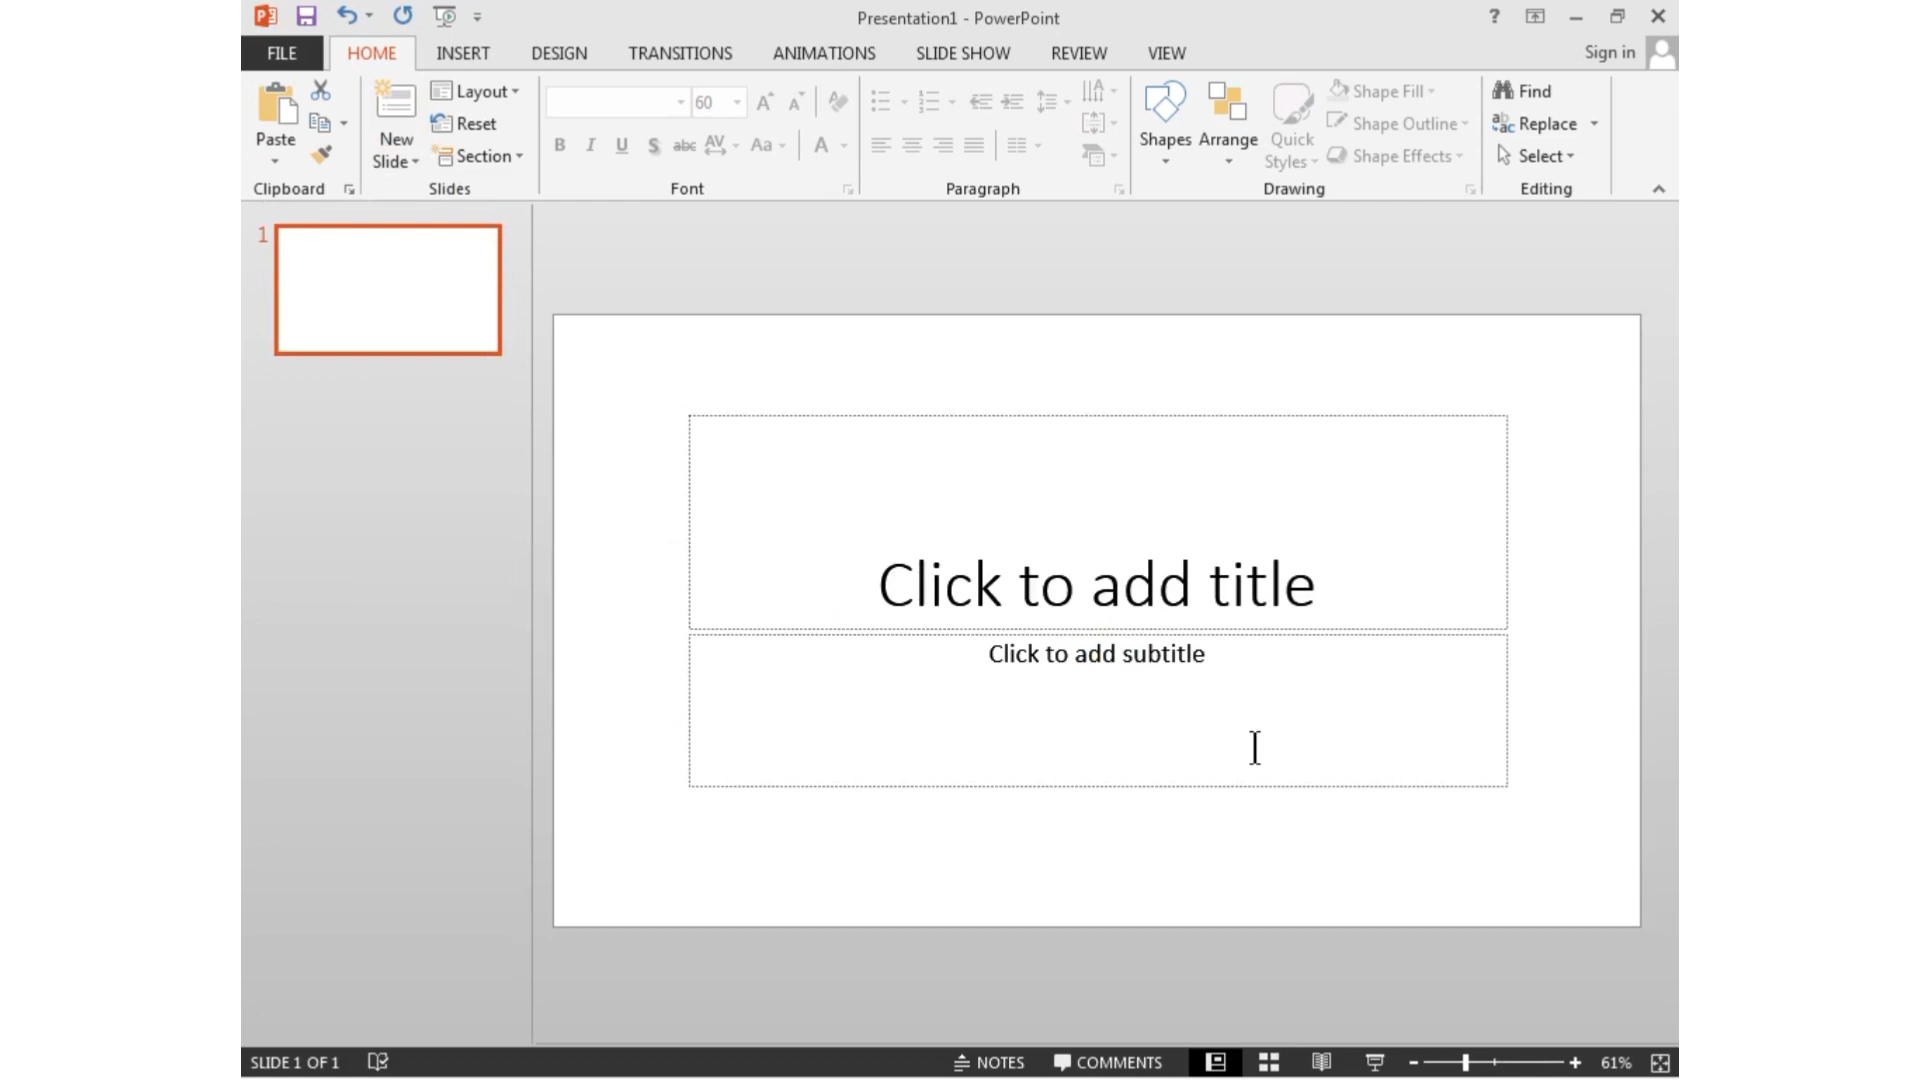 Presentation1 - PowerPoint
?
FILE HOME INSERT DESIGN TRANSITIONS ANIMATIONS SLIDE SHOW REVIEW VIEW Sign in
Paste
New Slide
Layout
Reset
Section
60
B I U S abc AV Aa A
Shapes
Arrange
Quick Styles
Shape Fill
Shape Outline
Shape Effects
Find
Replace
Select
Clipboard Slides Font Paragraph Drawing Editing
1
Click to add title
Click to add subtitle
SLIDE 1 OF 1 NOTES COMMENTS 61%